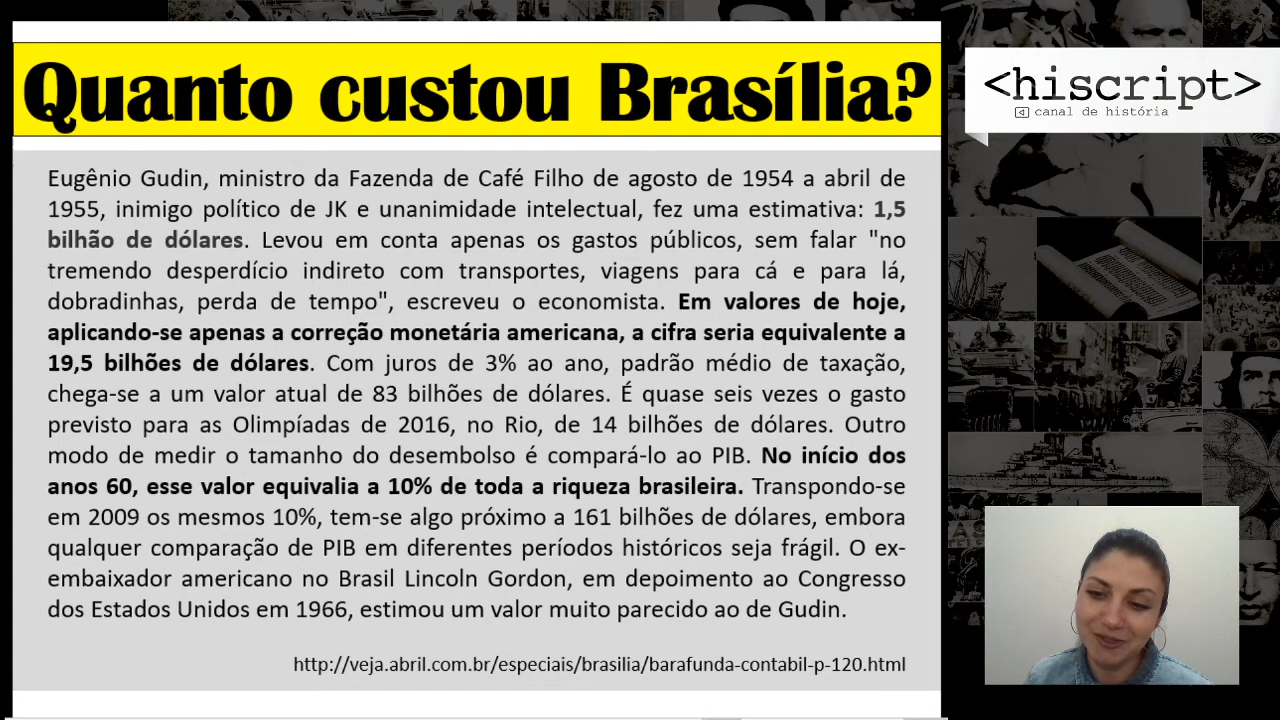 Quanto custou Brasília?
<hiscript>
canal de história
Eugênio Gudin, ministro da Fazenda de Café Filho de agosto de 1954 a abril de
1955, inimigo político de JK e unanimidade intelectual, fez uma estimativa: 1,5
bilhão de dólares. Levou em conta apenas os gastos públicos, sem falar "no
tremendo desperdício indireto com transportes, viagens para cá e para lá,
dobradinhas, perda de tempo", escreveu o economista. Em valores de hoje,
aplicando-se apenas a correção monetária americana, a cifra seria equivalente a
19,5 bilhões de dólares. Com juros de 3% ao ano, padrão médio de taxação,
chega-se a um valor atual de 83 bilhões de dólares. É quase seis vezes o gasto
previsto para as Olimpíadas de 2016, no Rio, de 14 bilhões de dólares. Outro
modo de medir o tamanho do desembolso é compará-lo ao PIB. No início dos
anos 60, esse valor equivalia a 10% de toda a riqueza brasileira. Transpondo-se
em 2009 os mesmos 10%, tem-se algo próximo a 161 bilhões de dólares, embora
qualquer comparação de PIB em diferentes períodos históricos seja frágil. O ex-
embaixador americano no Brasil Lincoln Gordon, em depoimento ao Congresso
dos Estados Unidos em 1966, estimou um valor muito parecido ao de Gudin.
http://veja.abril.com.br/especiais/brasilia/barafunda-contabil-p-120.html